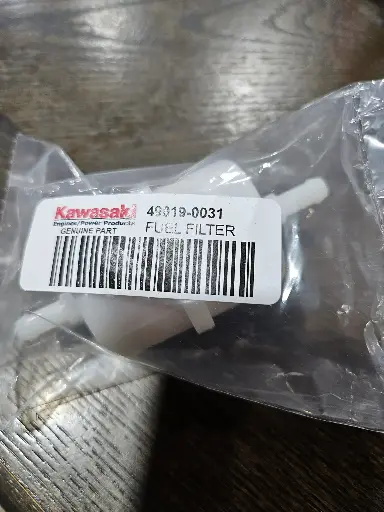 Kawasaki 49019-0031
Engines/Power Products
GENUINE PART FUEL FILTER